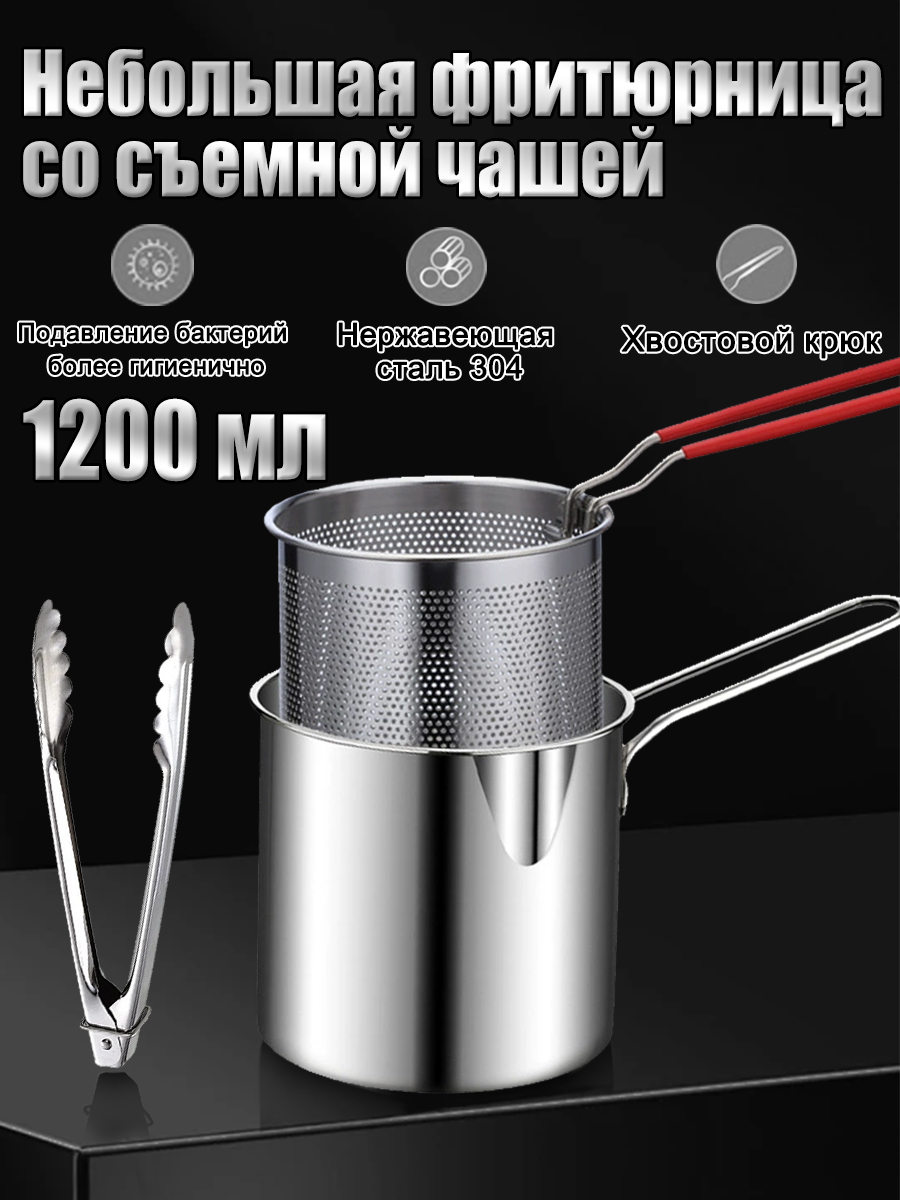 Небольшая фритюрница
со съемной чашей
Подавление бактерий
более гигиенично
Нержавеющая
сталь 304
Хвостовой крюк
1200 мл